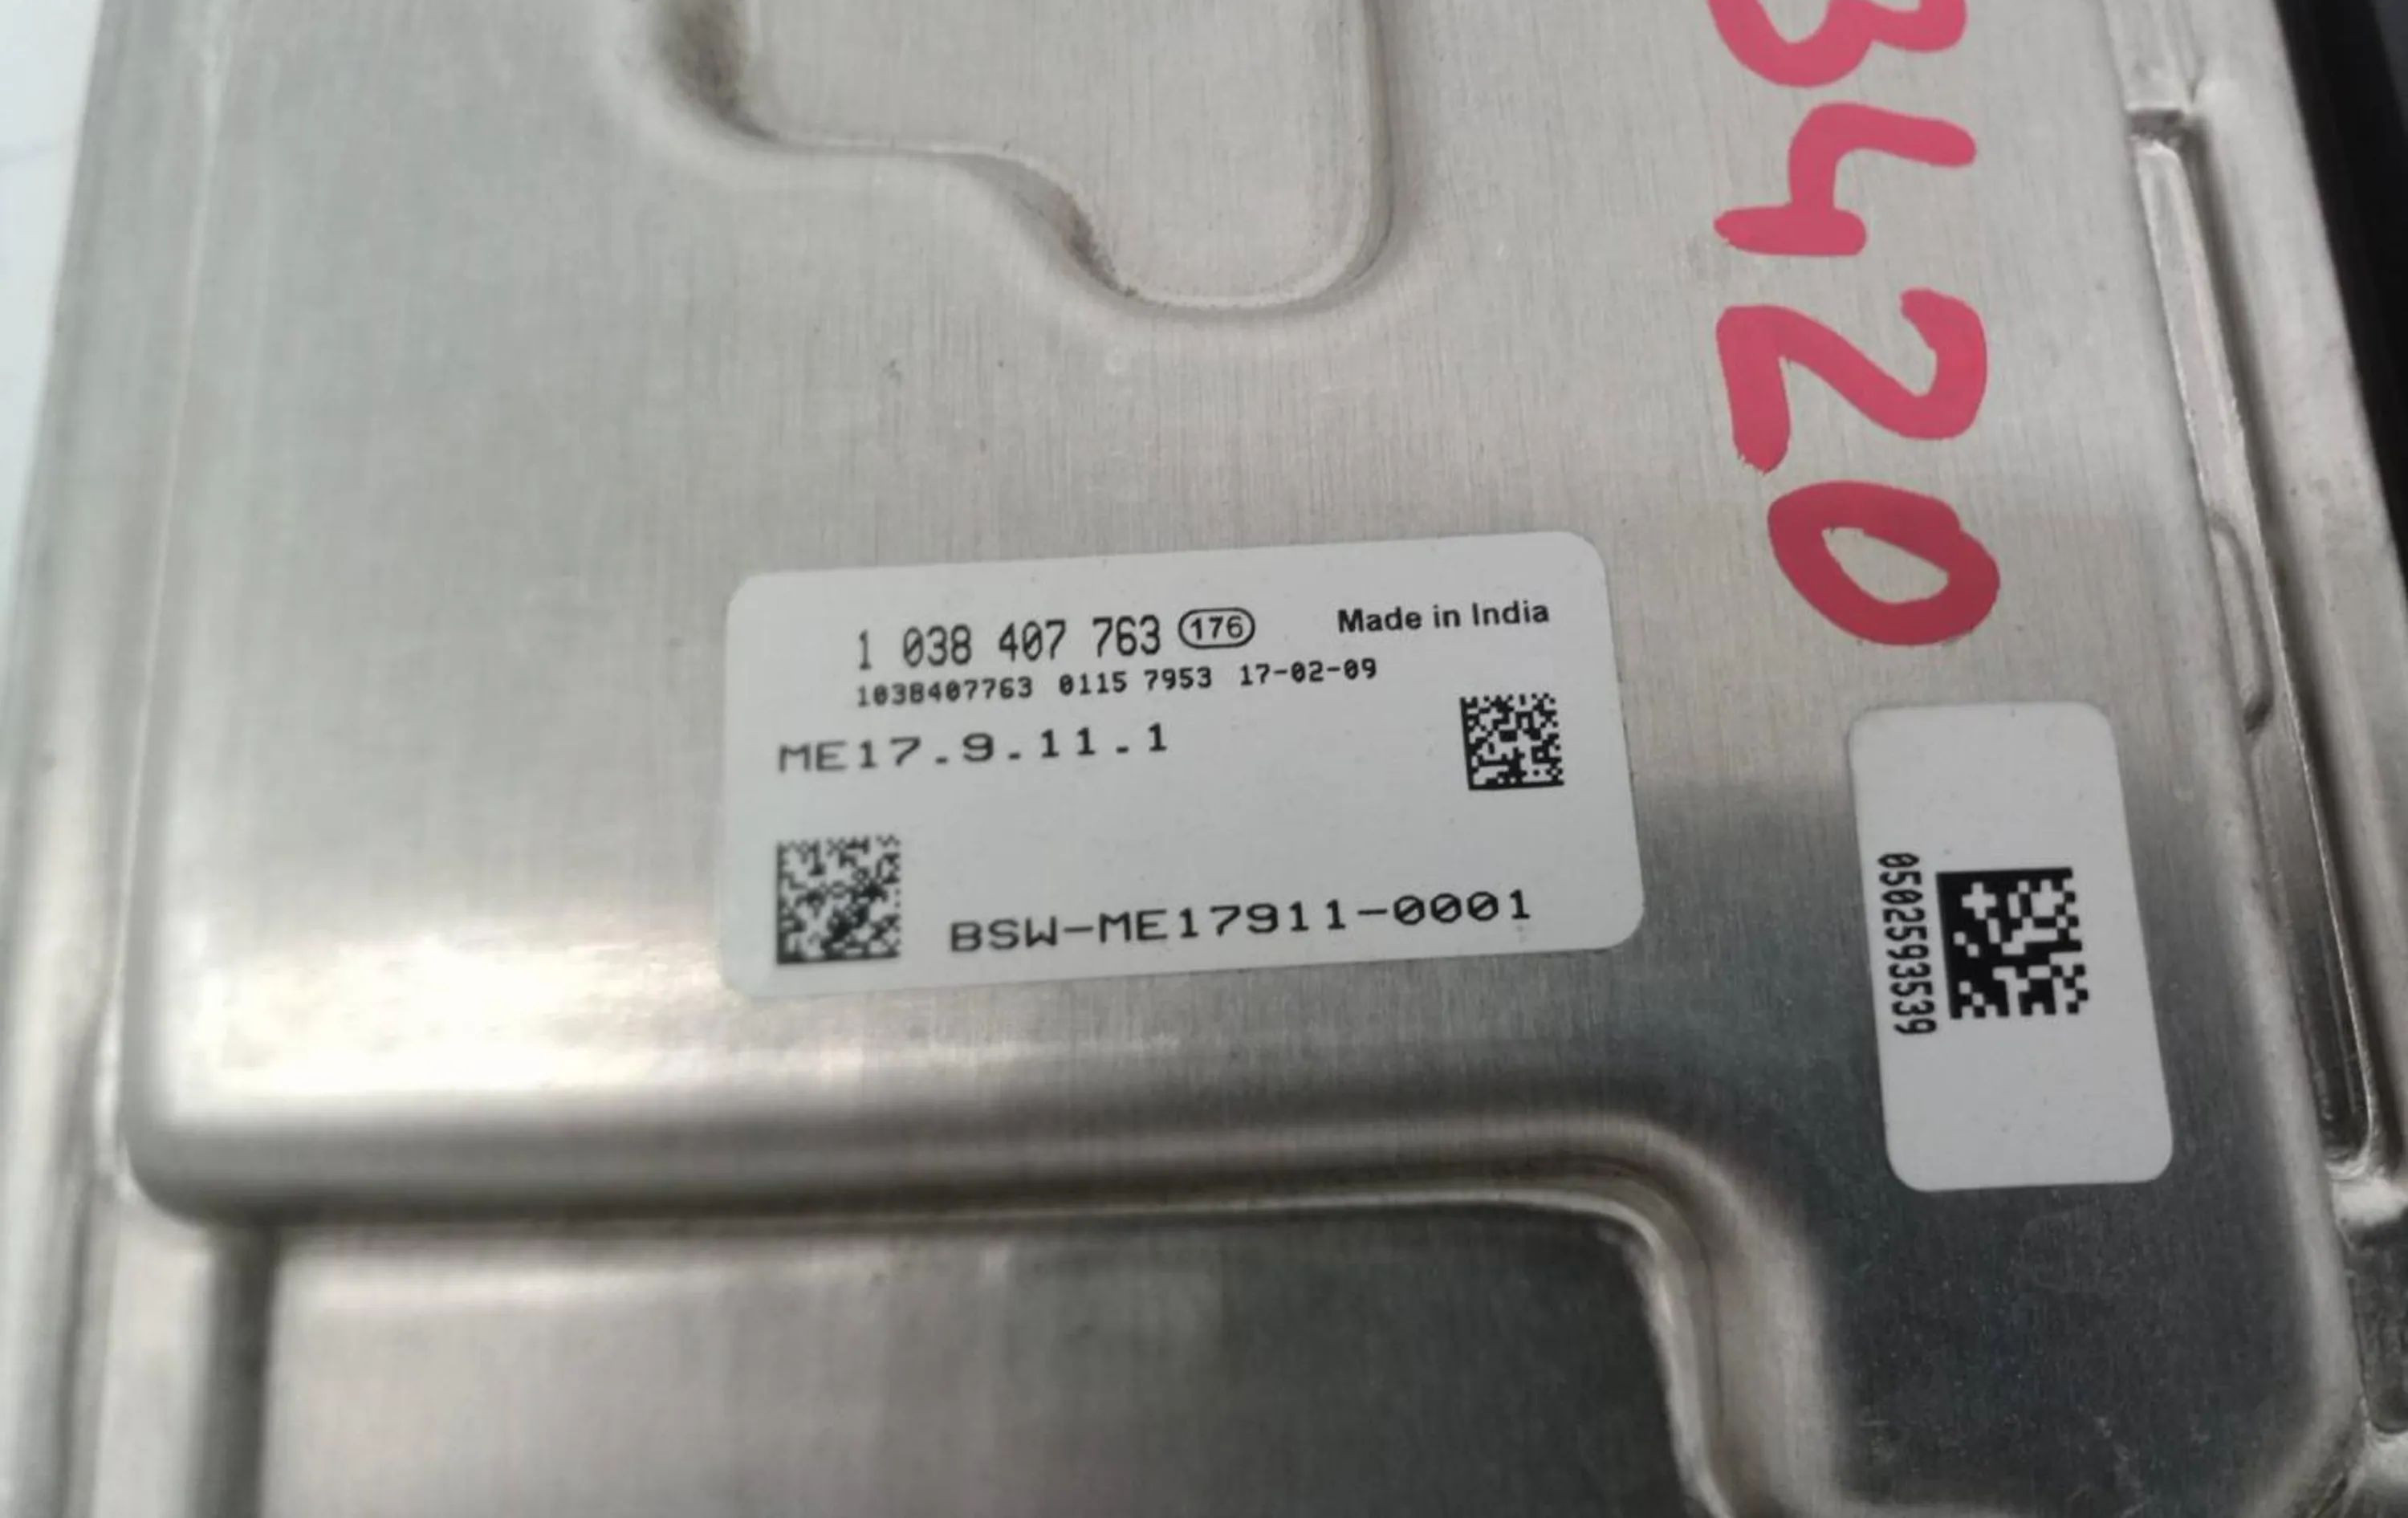 3420
1 038 407 763 176 Made in India
1038407763 0115 7953 17-02-09
ME17.9.11.1
BSW-ME17911-0001
0502593539